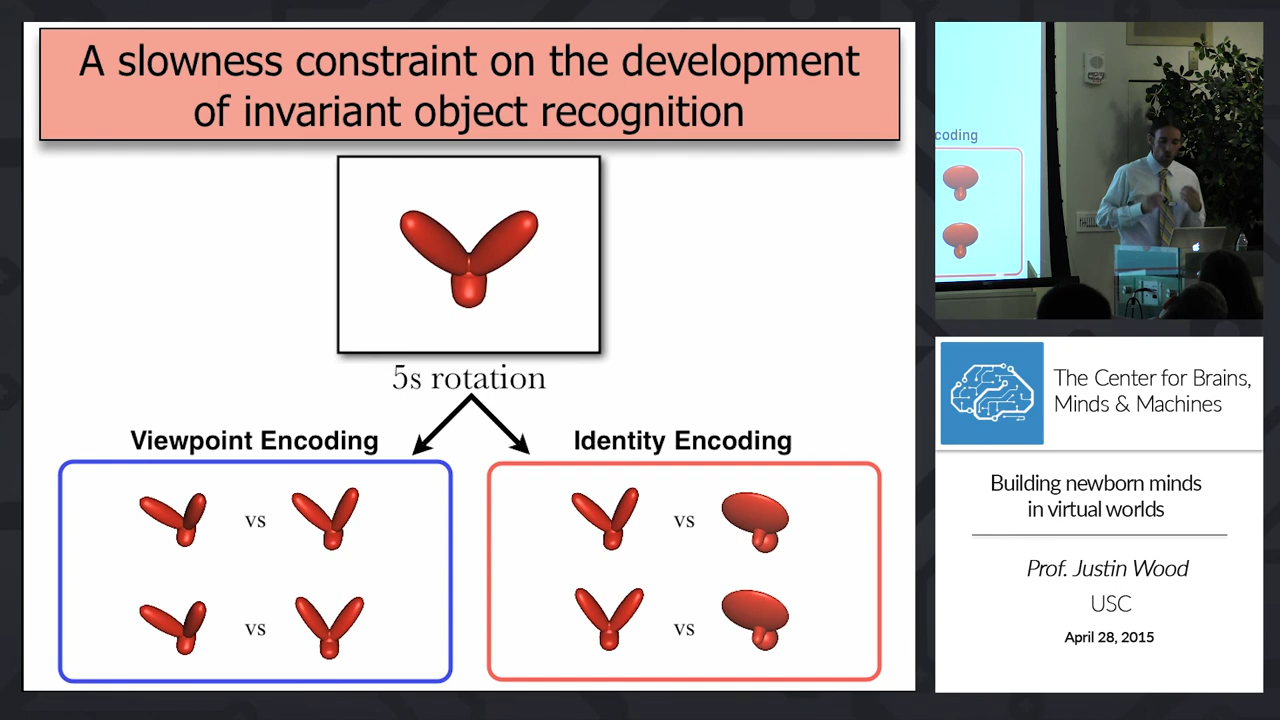 A slowness constraint on the development
of invariant object recognition
5s rotation
Viewpoint Encoding
Identity Encoding
vs
vs
vs
vs
coding
The Center for Brains,
Minds & Machines
Building newborn minds
in virtual worlds
Prof. Justin Wood
USC
April 28, 2015